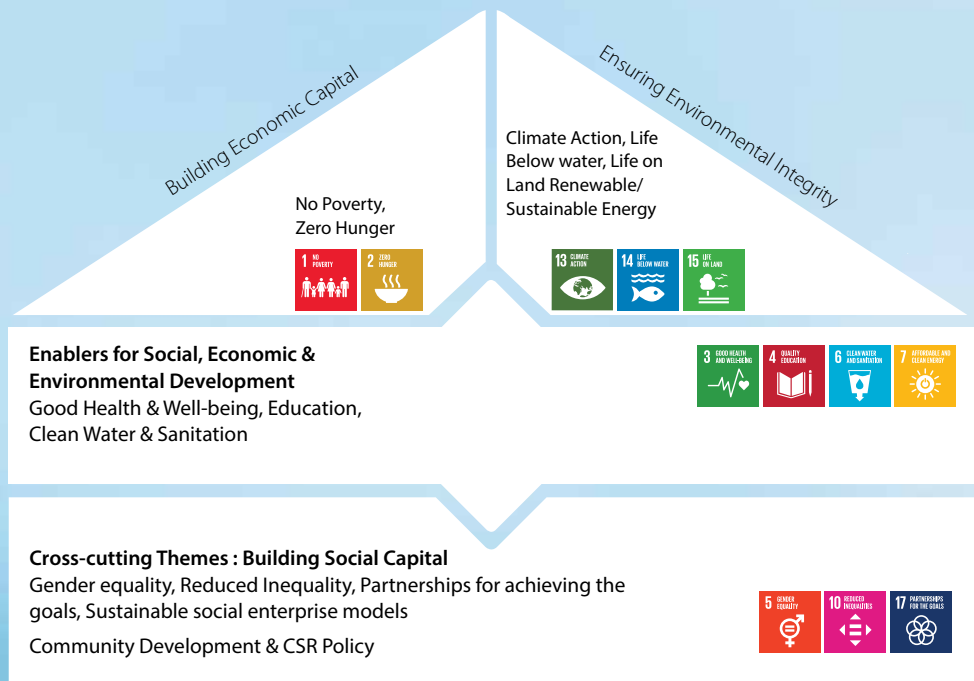 Building Economic Capital
Ensuring Environmental Integrity
Climate Action, Life
Below water, Life on
Land Renewable/
Sustainable Energy
No Poverty,
Zero Hunger
1 NO
POVERTY
2 ZERO
HUNGER
13 CLIMATE
ACTION
14 LIFE
BELOW WATER
15 LIFE
ON LAND
Enablers for Social, Economic &
Environmental Development
Good Health & Well-being, Education,
Clean Water & Sanitation
3 GOOD HEALTH
AND WELL-BEING
4 QUALITY
EDUCATION
6 CLEAN WATER
AND SANITATION
7 AFFORDABLE AND
CLEAN ENERGY
Cross-cutting Themes : Building Social Capital
Gender equality, Reduced Inequality, Partnerships for achieving the
goals, Sustainable social enterprise models
Community Development & CSR Policy
5 GENDER
EQUALITY
10 REDUCED
INEQUALITIES
17 PARTNERSHIPS
FOR THE GOALS